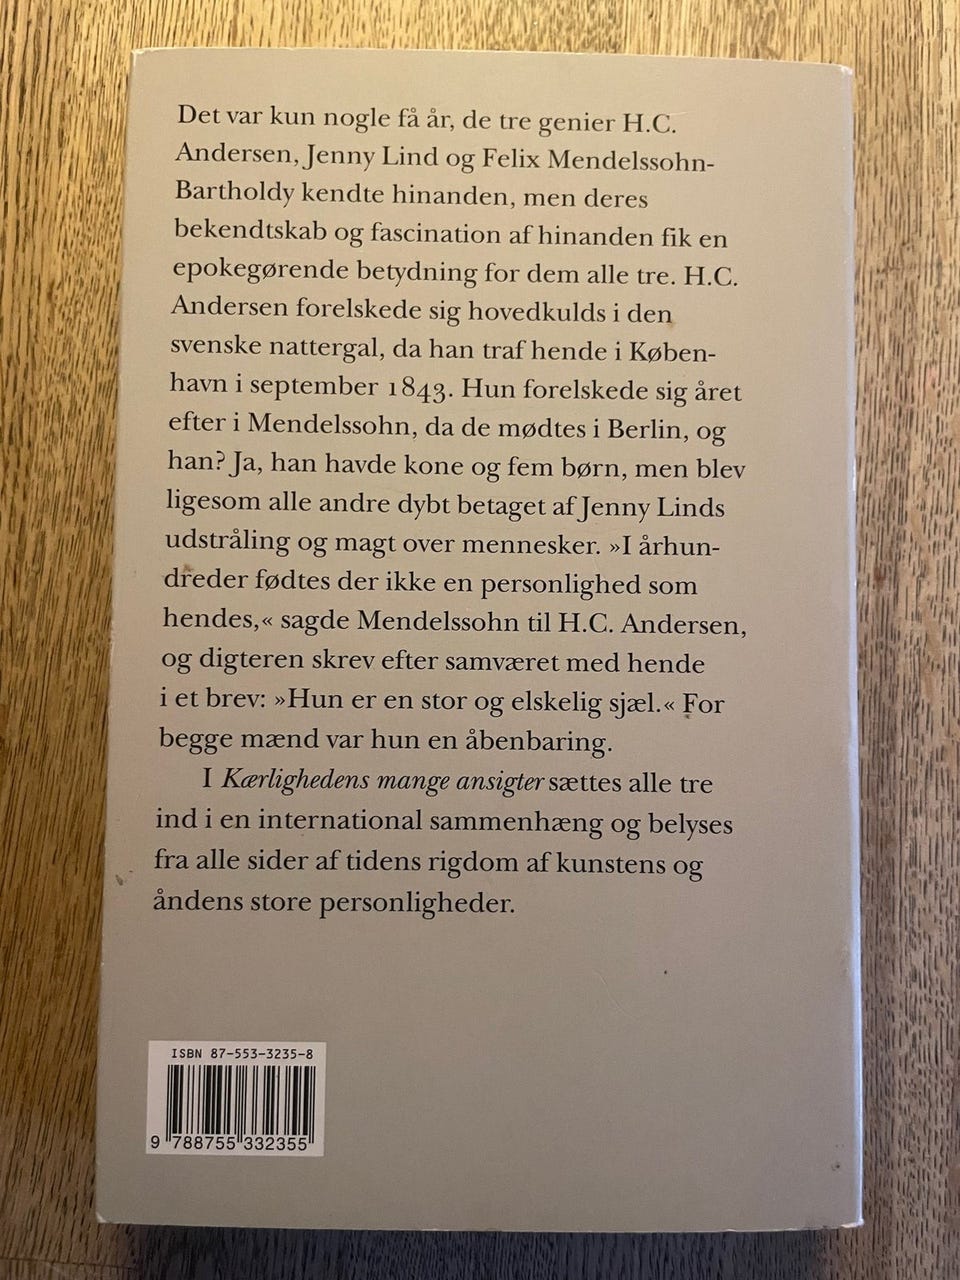 Det var kun nogle få år, de tre genier H.C.
Andersen, Jenny Lind og Felix Mendelssohn-
Bartholdy kendte hinanden, men deres
bekendtskab og fascination af hinanden fik en
epokegørende betydning for dem alle tre. H.C.
Andersen forelskede sig hovedkulds i den
svenske nattergal, da han traf hende i Køben-
havn i september 1843. Hun forelskede sig året
efter i Mendelssohn, da de mødtes i Berlin, og
han? Ja, han havde kone og fem børn, men blev
ligesom alle andre dybt betaget af Jenny Linds
udstråling og magt over mennesker. »I århun-
dreder fødtes der ikke en personlighed som
hendes,« sagde Mendelssohn til H.C. Andersen,
og digteren skrev efter samværet med hende
i et brev: »Hun er en stor og elskelig sjæl.« For
begge mænd var hun en åbenbaring.
I Kærlighedens mange ansigter sættes alle tre
ind i en international sammenhæng og belyses
fra alle sider af tidens rigdom af kunstens og
åndens store personligheder.
ISBN 87-553-3235-8
9 788755 332355